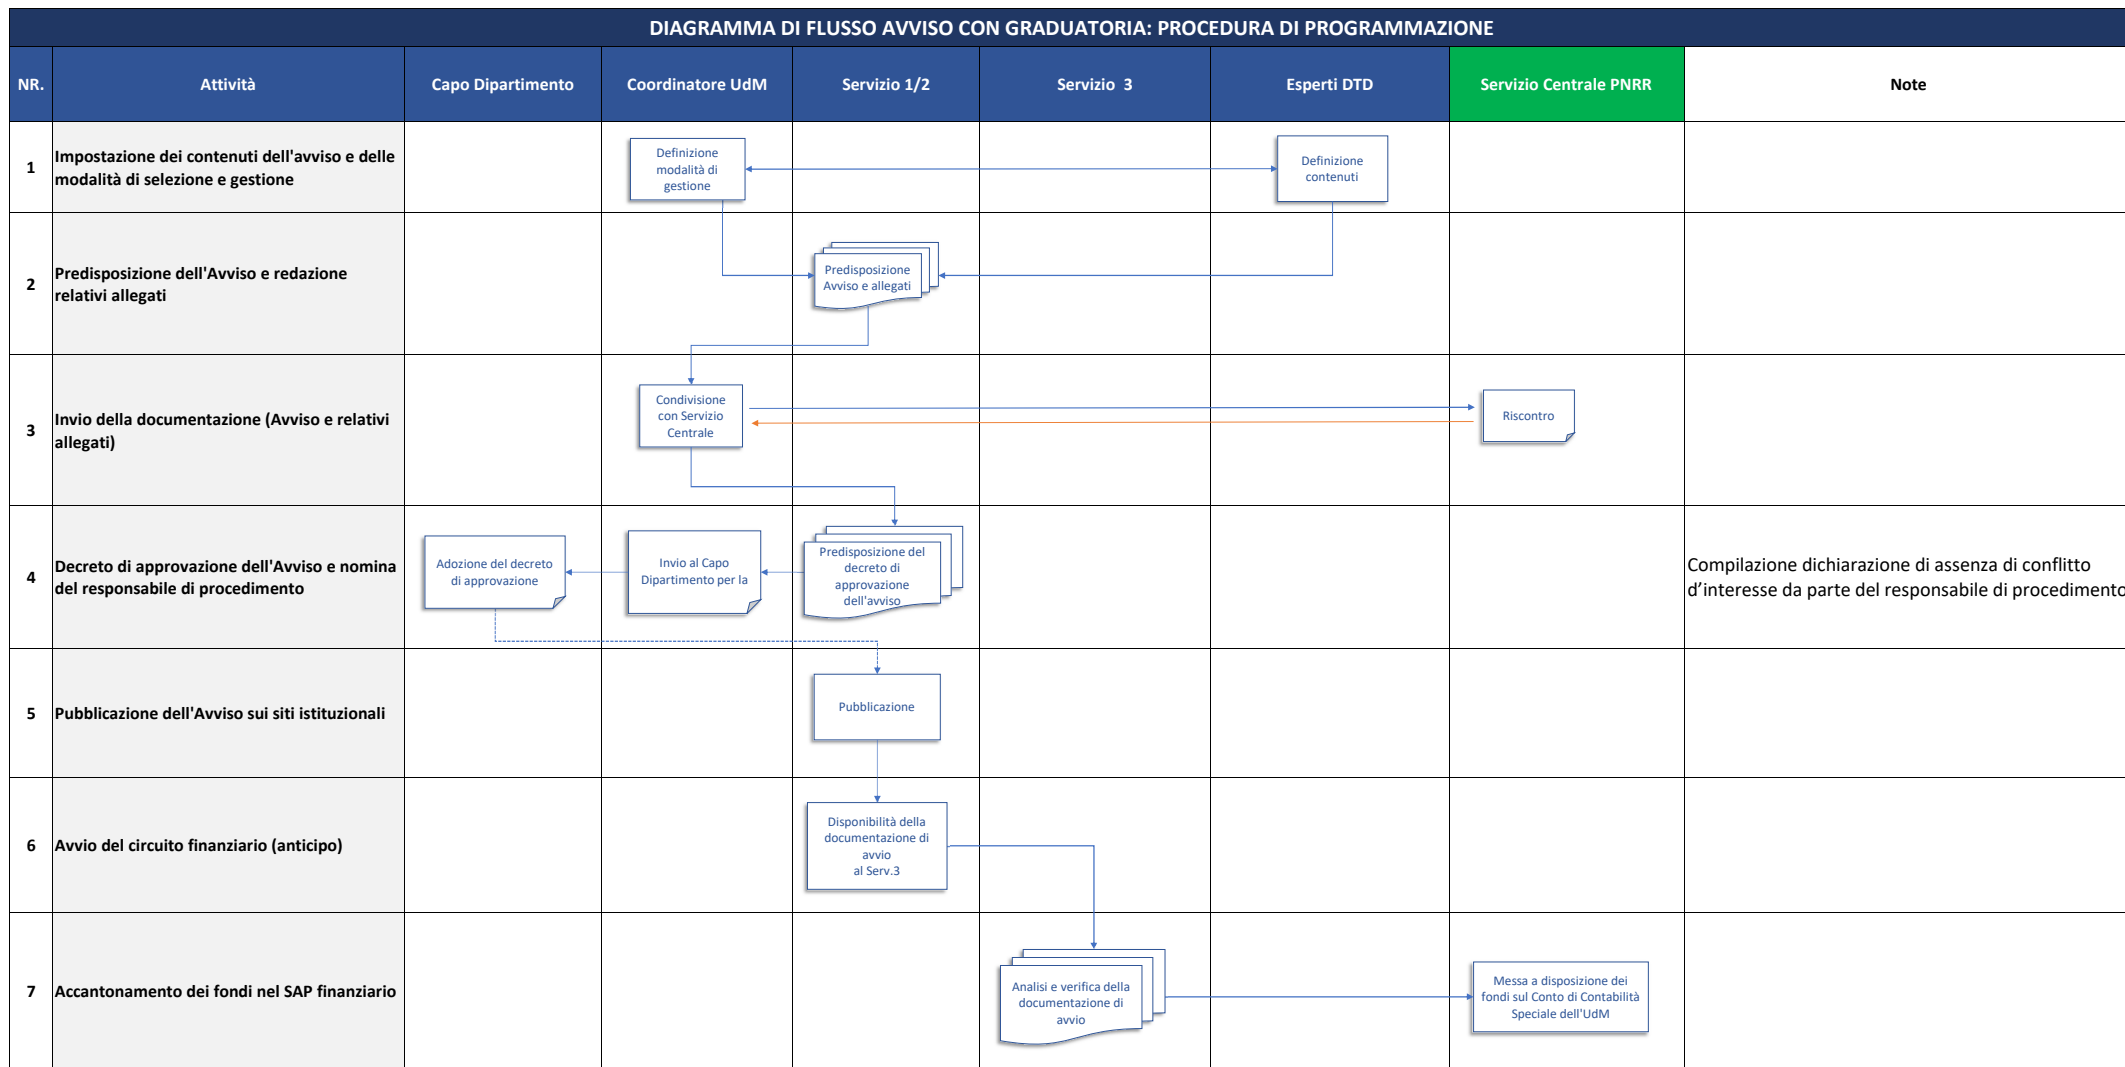 DIAGRAMMA DI FLUSSO AVVISO CON GRADUATORIA: PROCEDURA DI PROGRAMMAZIONE
NR.
Attività
Capo Dipartimento
Coordinatore UdM
Servizio 1/2
Servizio 3
Esperti DTD
Servizio Centrale PNRR
Note
1
Impostazione dei contenuti dell'avviso e delle
modalità di selezione e gestione
Definizione
modalità di
gestione
Definizione
contenuti
2
Predisposizione dell'Avviso e redazione
relativi allegati
Predisposizione
Avviso e allegati
3
Invio della documentazione (Avviso e relativi
allegati)
Condivisione
con Servizio
Centrale
Riscontro
4
Decreto di approvazione dell'Avviso e nomina
del responsabile di procedimento
Adozione del decreto
di approvazione
Invio al Capo
Dipartimento per la
Predisposizione del
decreto di
approvazione
dell'avviso
Compilazione dichiarazione di assenza di conflitto
d’interesse da parte del responsabile di procedimento
5
Pubblicazione dell'Avviso sui siti istituzionali
Pubblicazione
6
Avvio del circuito finanziario (anticipo)
Disponibilità della
documentazione di
avvio
al Serv.3
7
Accantonamento dei fondi nel SAP finanziario
Analisi e verifica della
documentazione di
avvio
Messa a disposizione dei
fondi sul Conto di Contabilità
Speciale dell'UdM